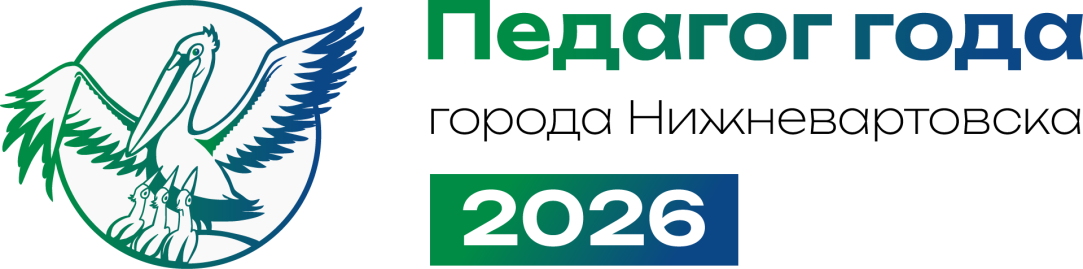 Педагог года
города Нижневартовска
2026